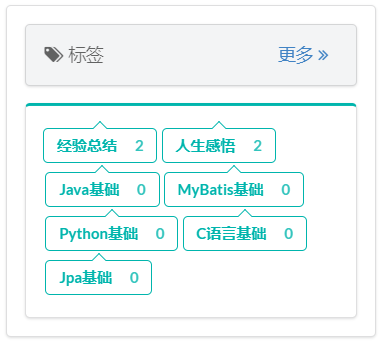 标签 更多
经验总结 2 人生感悟 2
Java基础 0 MyBatis基础 0
Python基础 0 C语言基础 0
Jpa基础 0